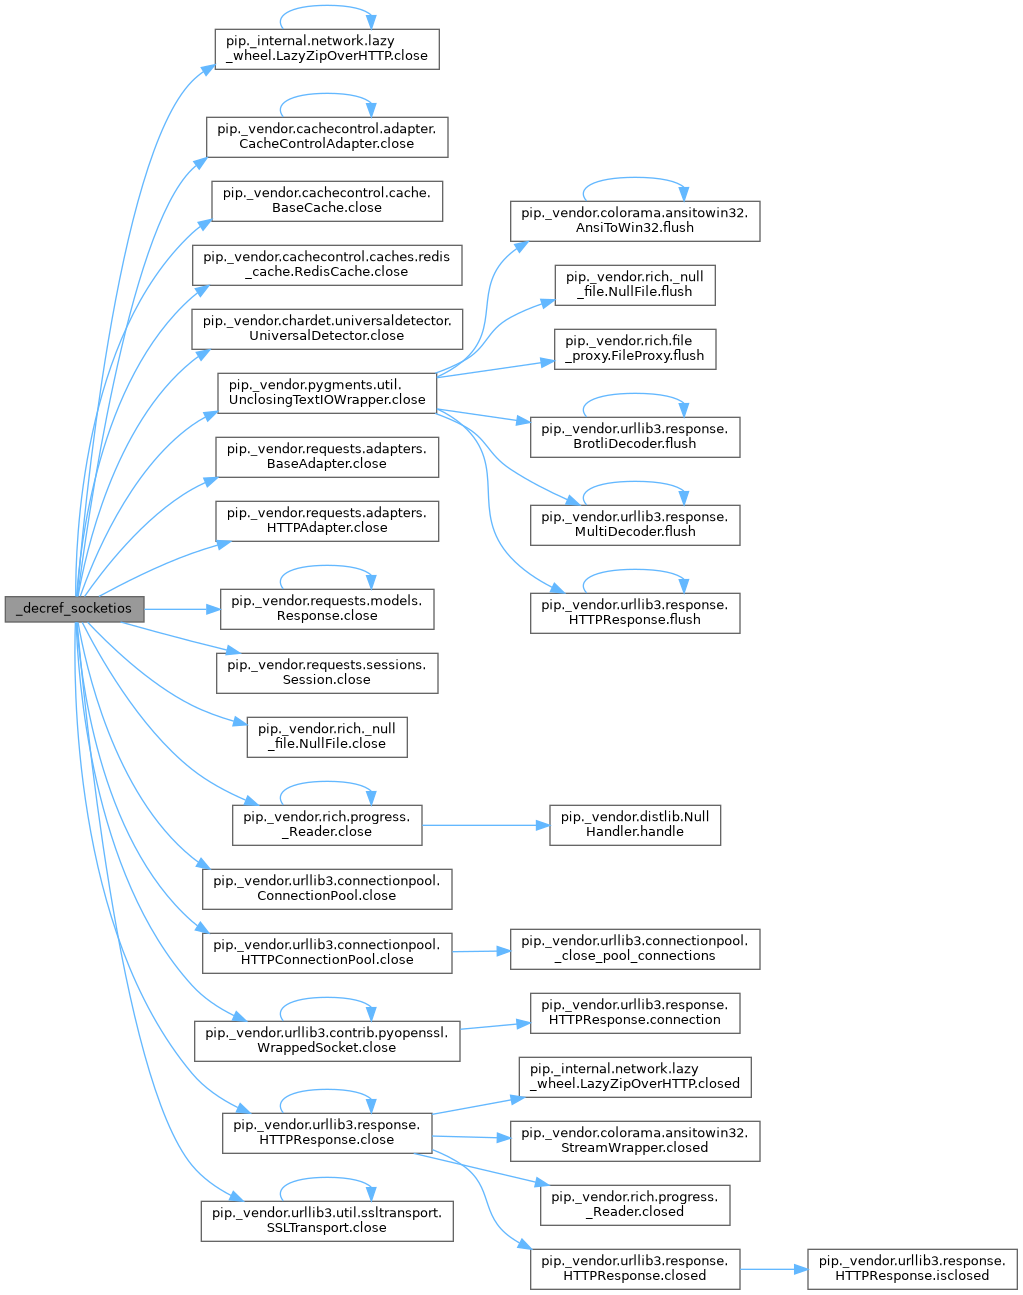 pip._internal.network.lazy
_wheel.LazyZipOverHTTP.close
pip._vendor.cachecontrol.adapter.
CacheControlAdapter.close
pip._vendor.cachecontrol.cache.
BaseCache.close
pip._vendor.cachecontrol.caches.redis
_cache.RedisCache.close
pip._vendor.chardet.universaldetector.
UniversalDetector.close
pip._vendor.pygments.util.
UnclosingTextIOWrapper.close
pip._vendor.requests.adapters.
BaseAdapter.close
pip._vendor.requests.adapters.
HTTPAdapter.close
_decref_socketios
pip._vendor.requests.models.
Response.close
pip._vendor.requests.sessions.
Session.close
pip._vendor.rich._null
_file.NullFile.close
pip._vendor.rich.progress.
_Reader.close
pip._vendor.urllib3.connectionpool.
ConnectionPool.close
pip._vendor.urllib3.connectionpool.
HTTPConnectionPool.close
pip._vendor.urllib3.contrib.pyopenssl.
WrappedSocket.close
pip._vendor.urllib3.response.
HTTPResponse.close
pip._vendor.urllib3.util.ssltransport.
SSLTransport.close
pip._vendor.colorama.ansitowin32.
AnsiToWin32.flush
pip._vendor.rich._null
_file.NullFile.flush
pip._vendor.rich.file
_proxy.FileProxy.flush
pip._vendor.urllib3.response.
BrotliDecoder.flush
pip._vendor.urllib3.response.
MultiDecoder.flush
pip._vendor.urllib3.response.
HTTPResponse.flush
pip._vendor.distlib.Null
Handler.handle
pip._vendor.urllib3.connectionpool.
_close_pool_connections
pip._vendor.urllib3.response.
HTTPResponse.connection
pip._internal.network.lazy
_wheel.LazyZipOverHTTP.closed
pip._vendor.colorama.ansitowin32.
StreamWrapper.closed
pip._vendor.rich.progress.
_Reader.closed
pip._vendor.urllib3.response.
HTTPResponse.closed
pip._vendor.urllib3.response.
HTTPResponse.isclosed